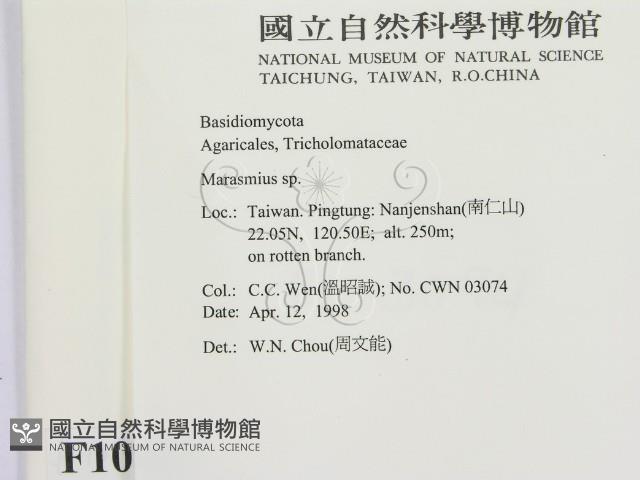 國立自然科學博物館
NATIONAL MUSEUM OF NATURAL SCIENCE
TAICHUNG, TAIWAN, R.O.CHINA
Basidiomycota
Agaricales, Tricholomataceae
Marasmius sp.
Loc.: Taiwan. Pingtung: Nanjenshan(南仁山)
22.05N, 120.50E; alt. 250m;
on rotten branch.
Col.: C.C. Wen(溫昭誠); No. CWN 03074
Date: Apr. 12, 1998
Det.: W.N. Chou(周文能)
國立自然科學博物館
NATIONAL MUSEUM OF NATURAL SCIENCE
F10